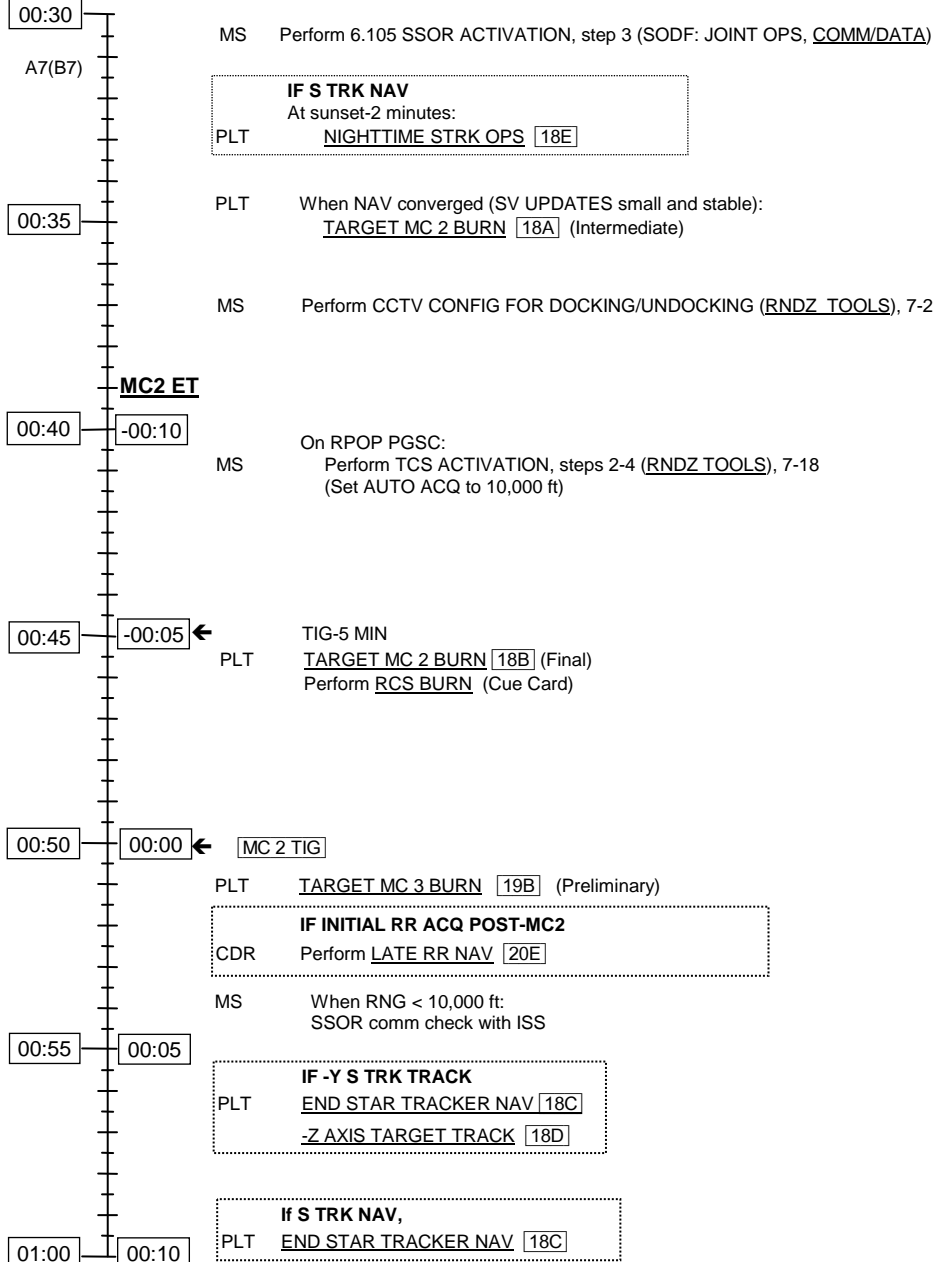 00:30
MS Perform 6.105 SSOR ACTIVATION, step 3 (SODF: JOINT OPS, COMM/DATA)
A7(B7)
IF S TRK NAV
At sunset-2 minutes:
PLT NIGHTTIME STRK OPS 18E
PLT When NAV converged (SV UPDATES small and stable):
00:35
TARGET MC 2 BURN 18A (Intermediate)
MS Perform CCTV CONFIG FOR DOCKING/UNDOCKING (RNDZ TOOLS), 7-2
MC2 ET
00:40 -00:10
On RPOP PGSC:
MS Perform TCS ACTIVATION, steps 2-4 (RNDZ TOOLS), 7-18
(Set AUTO ACQ to 10,000 ft)
00:45 -00:05 ← TIG-5 MIN
PLT TARGET MC 2 BURN 18B (Final)
Perform RCS BURN (Cue Card)
00:50 00:00 ← MC 2 TIG
PLT TARGET MC 3 BURN 19B (Preliminary)
IF INITIAL RR ACQ POST-MC2
CDR Perform LATE RR NAV 20E
MS When RNG < 10,000 ft:
SSOR comm check with ISS
00:55 00:05
IF -Y S TRK TRACK
PLT END STAR TRACKER NAV 18C
-Z AXIS TARGET TRACK 18D
If S TRK NAV,
PLT END STAR TRACKER NAV 18C
01:00 00:10